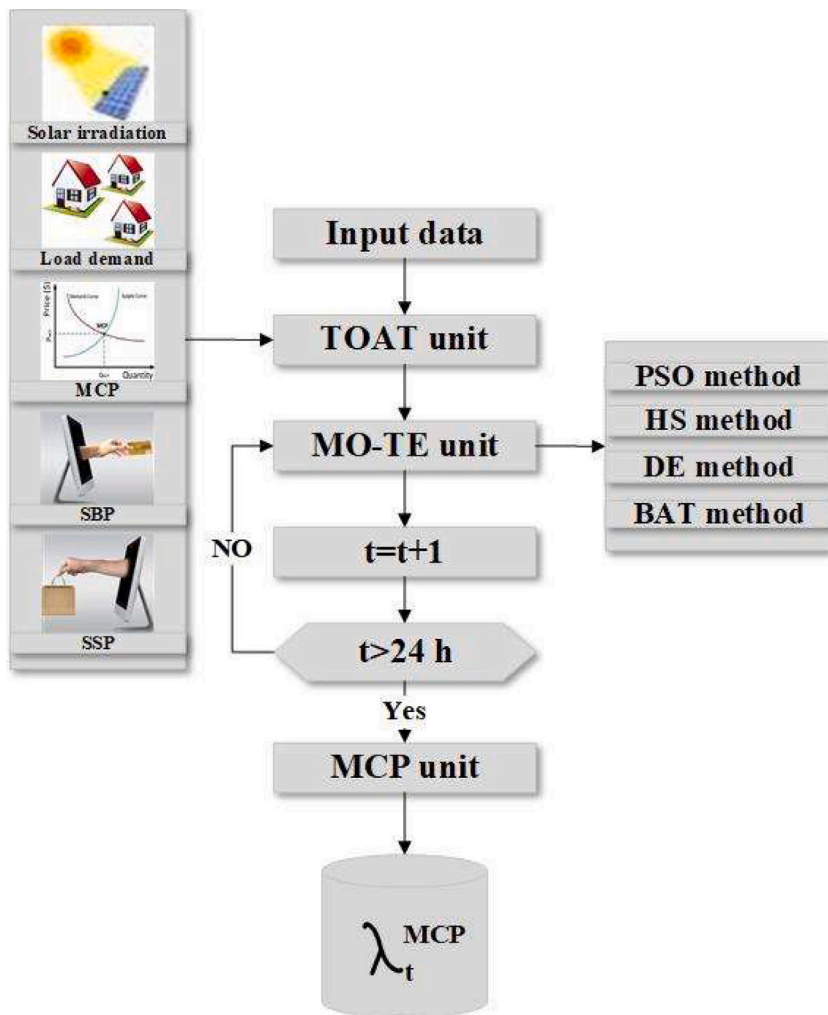 Solar irradiation
Load demand
Price ($)
Demand Curve
Supply Curve
MCP
Quantity
MCP
SBP
SSP
Input data
TOAT unit
MO-TE unit
t=t+1
NO
t>24 h
Yes
MCP unit
λ MCP
t
PSO method
HS method
DE method
BAT method